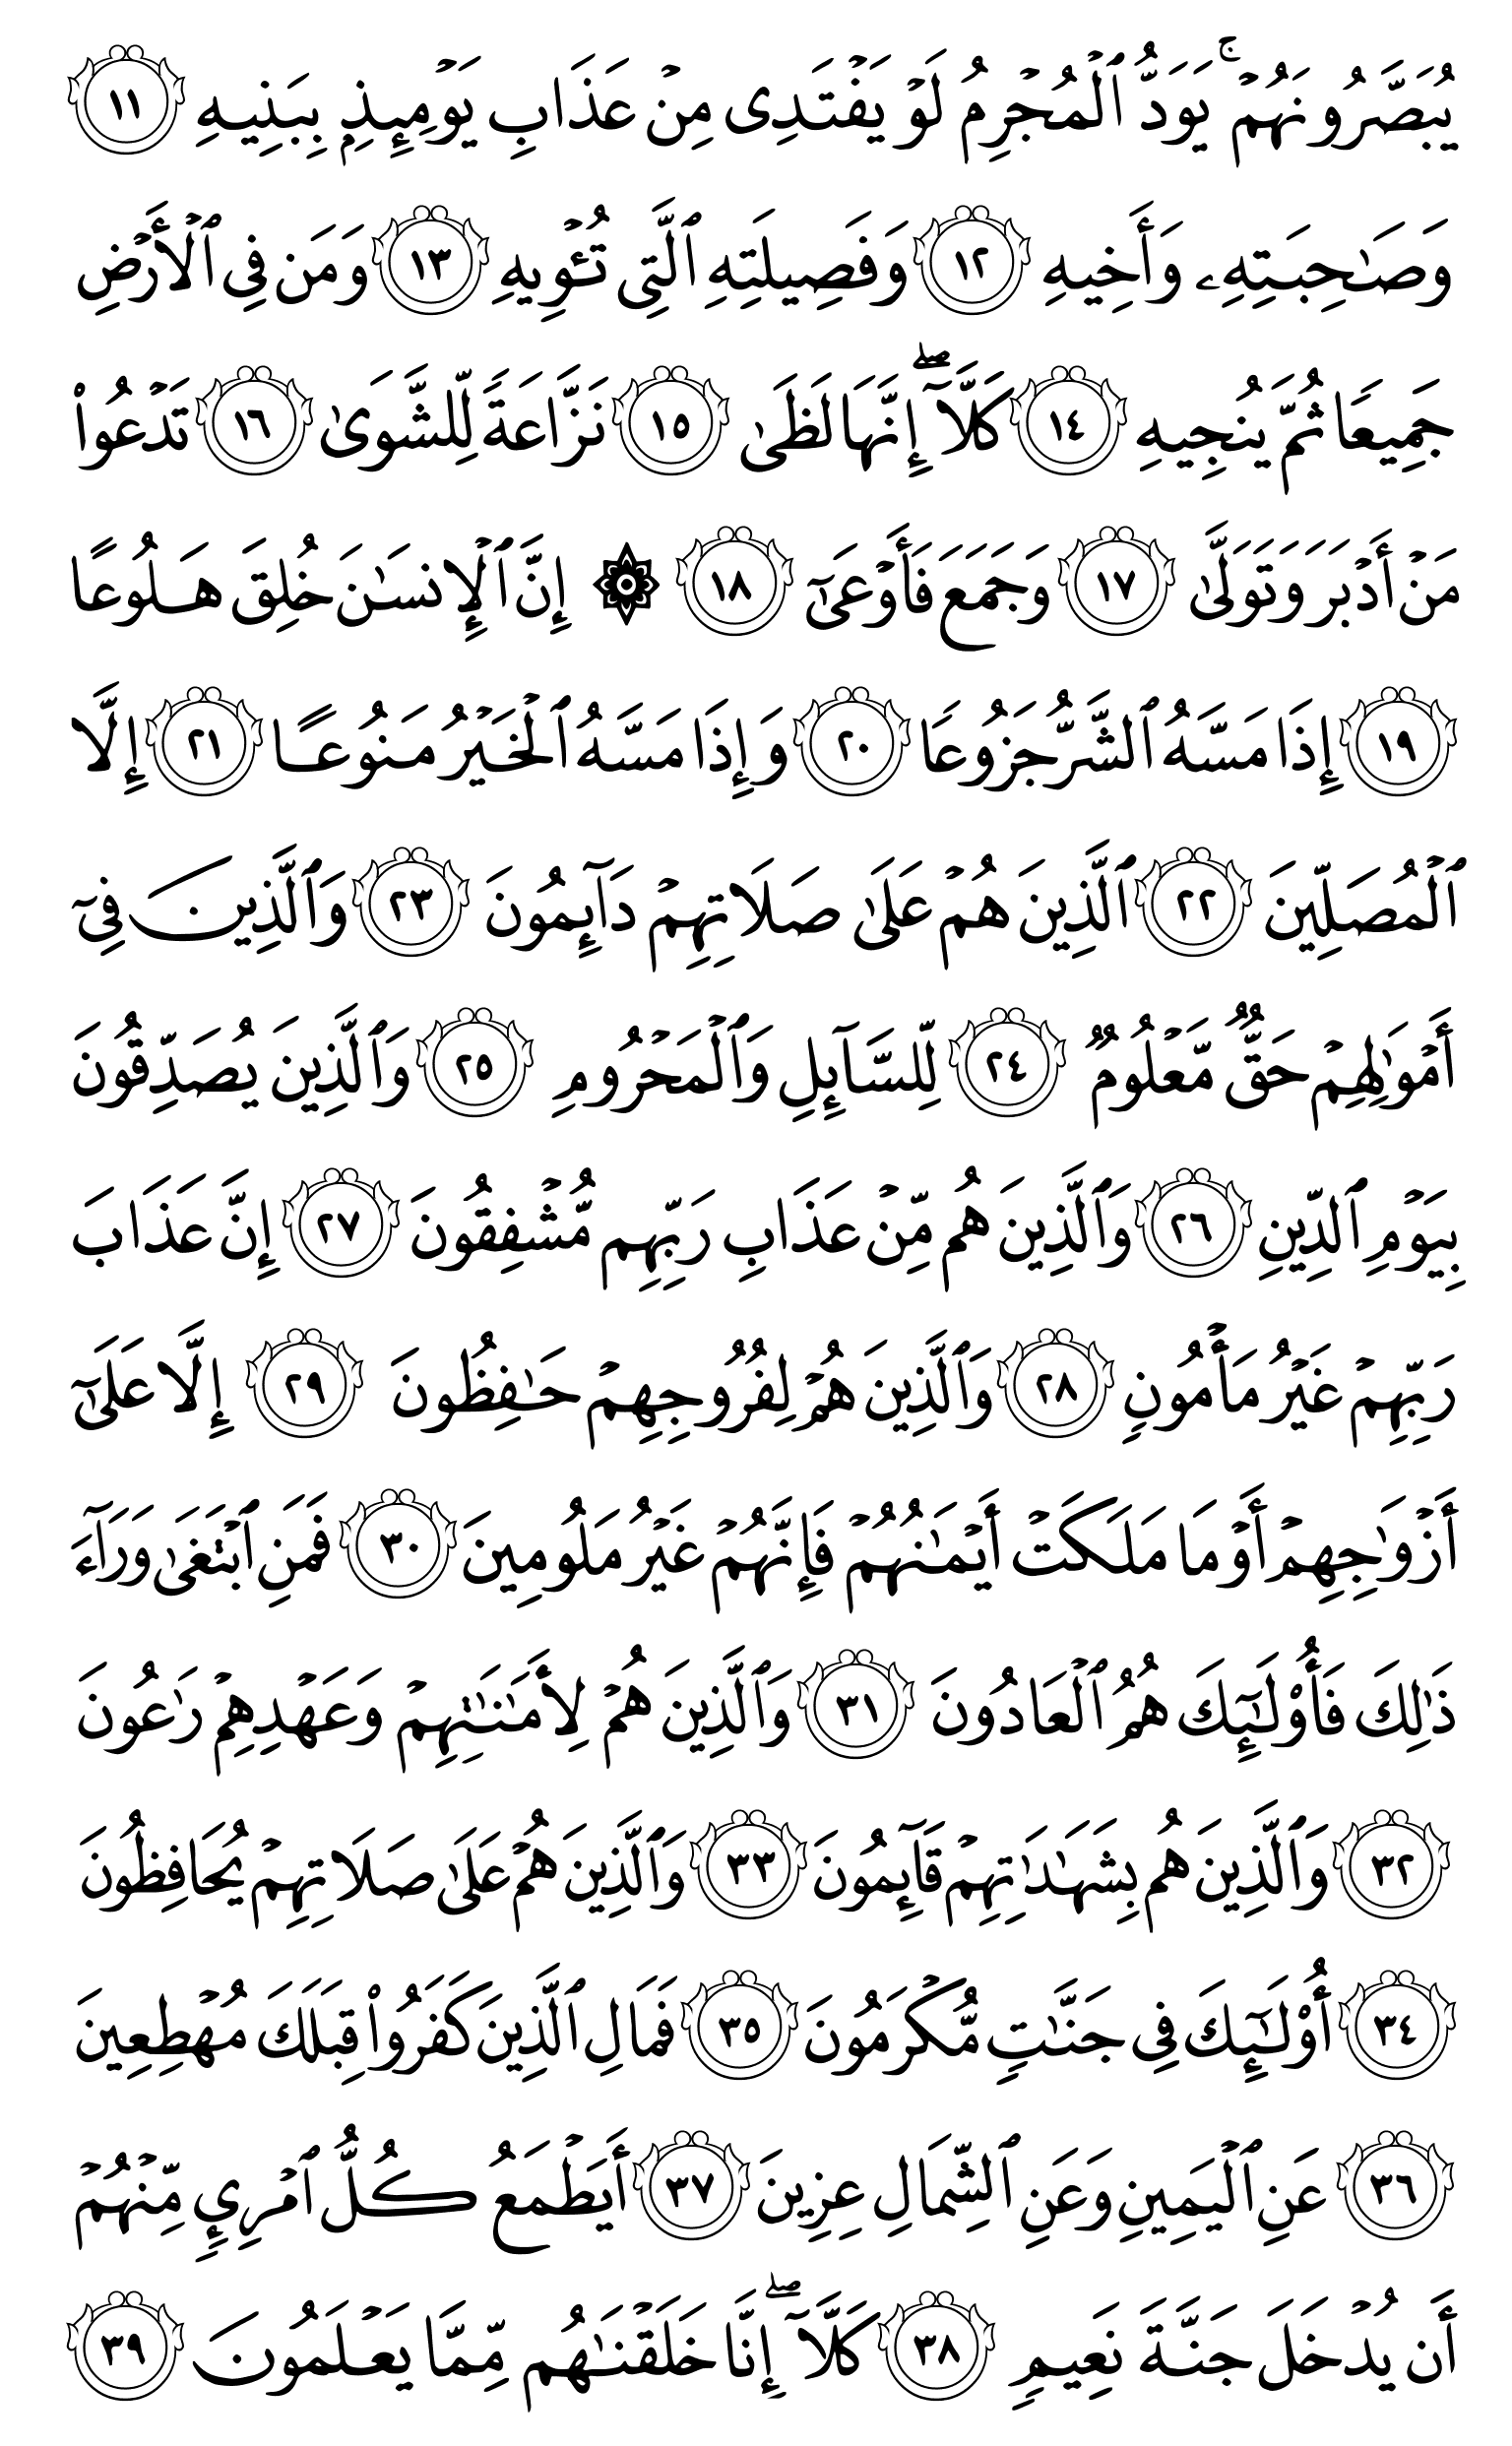 يُبَصَّرُونَهُمۡۚ يَوَدُّ ٱلۡمُجۡرِمُ لَوۡ يَفۡتَدِى مِنۡ عَذَابِ يَوۡمِئِذِۭ بِبَنِيهِ ١١
وَصَٰحِبَتِهِۦ وَأَخِيهِ ١٢ وَفَصِيلَتِهِ ٱلَّتِى تُـٔۡوِيهِ ١٣ وَمَن فِى ٱلۡأَرۡضِ
جَمِيعًا ثُمَّ يُنجِيهِ ١٤ كَلَّآۖ إِنَّهَا لَظَىٰ ١٥ نَزَّاعَةً لِّلشَّوَىٰ ١٦ تَدۡعُواْ
مَنۡ أَدۡبَرَ وَتَوَلَّىٰ ١٧ وَجَمَعَ فَأَوۡعَىٰٓ ١٨ ۞ إِنَّ ٱلۡإِنسَٰنَ خُلِقَ هَلُوعًا
١٩ إِذَا مَسَّهُ ٱلشَّرُّ جَزُوعًا ٢٠ وَإِذَا مَسَّهُ ٱلۡخَيۡرُ مَنُوعًا ٢١ إِلَّا
ٱلۡمُصَلِّينَ ٢٢ ٱلَّذِينَ هُمۡ عَلَىٰ صَلَاتِهِمۡ دَآئِمُونَ ٢٣ وَٱلَّذِينَ فِىٓ
أَمۡوَٰلِهِمۡ حَقٌّ مَّعۡلُومٌ ٢٤ لِّلسَّآئِلِ وَٱلۡمَحۡرُومِ ٢٥ وَٱلَّذِينَ يُصَدِّقُونَ
بِيَوۡمِ ٱلدِّينِ ٢٦ وَٱلَّذِينَ هُم مِّنۡ عَذَابِ رَبِّهِم مُّشۡفِقُونَ ٢٧ إِنَّ عَذَابَ
رَبِّهِمۡ غَيۡرُ مَأۡمُونٍ ٢٨ وَٱلَّذِينَ هُمۡ لِفُرُوجِهِمۡ حَٰفِظُونَ ٢٩ إِلَّا عَلَىٰٓ
أَزۡوَٰجِهِمۡ أَوۡ مَا مَلَكَتۡ أَيۡمَٰنُهُمۡ فَإِنَّهُمۡ غَيۡرُ مَلُومِينَ ٣٠ فَمَنِ ٱبۡتَغَىٰ وَرَآءَ
ذَٰلِكَ فَأُوْلَٰٓئِكَ هُمُ ٱلۡعَادُونَ ٣١ وَٱلَّذِينَ هُمۡ لِأَمَٰنَٰتِهِمۡ وَعَهۡدِهِمۡ رَٰعُونَ
٣٢ وَٱلَّذِينَ هُم بِشَهَٰدَٰتِهِمۡ قَآئِمُونَ ٣٣ وَٱلَّذِينَ هُمۡ عَلَىٰ صَلَاتِهِمۡ يُحَافِظُونَ
٣٤ أُوْلَٰٓئِكَ فِى جَنَّٰتٍ مُّكۡرَمُونَ ٣٥ فَمَالِ ٱلَّذِينَ كَفَرُواْ قِبَلَكَ مُهۡطِعِينَ
٣٦ عَنِ ٱلۡيَمِينِ وَعَنِ ٱلشِّمَالِ عِزِينَ ٣٧ أَيَطۡمَعُ كُلُّ ٱمۡرِىٍٕ مِّنۡهُمۡ
أَن يُدۡخَلَ جَنَّةَ نَعِيمٍ ٣٨ كَلَّآۖ إِنَّا خَلَقۡنَٰهُم مِّمَّا يَعۡلَمُونَ ٣٩